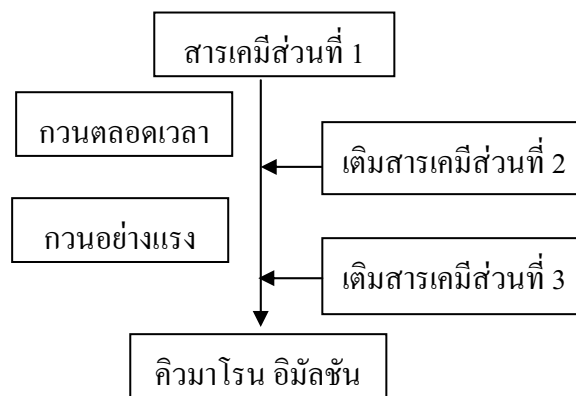 สารเคมีส่วนที่ 1
กวนตลอดเวลา
เติมสารเคมีส่วนที่ 2
กวนอย่างแรง
เติมสารเคมีส่วนที่ 3
คิวมาโรน อิมัลชัน